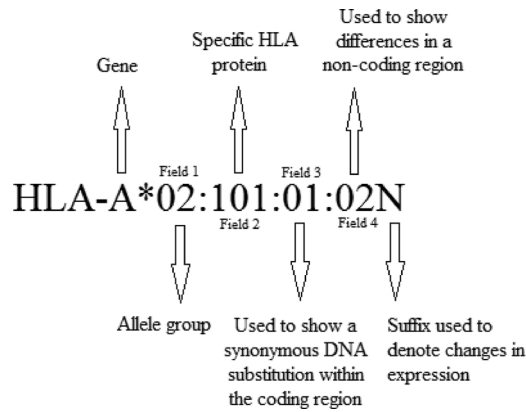 Gene
Specific HLA
protein
Used to show
differences in a
non-coding region
Field 1
Field 3
HLA-A*02:101:01:02N
Field 2
Field 4
Allele group
Used to show a
synonymous DNA
substitution within
the coding region
Suffix used to
denote changes in
expression